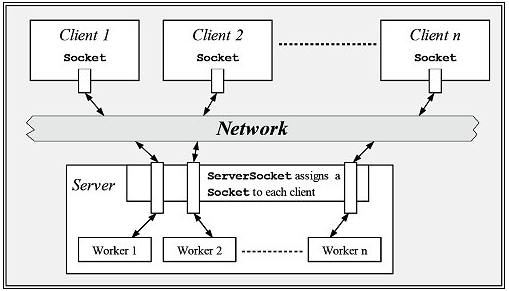 Client 1
Client 2
Client n
Socket
Socket
Socket
Network
Server
ServerSocket assigns a
Socket to each client
Worker 1
Worker 2
Worker n